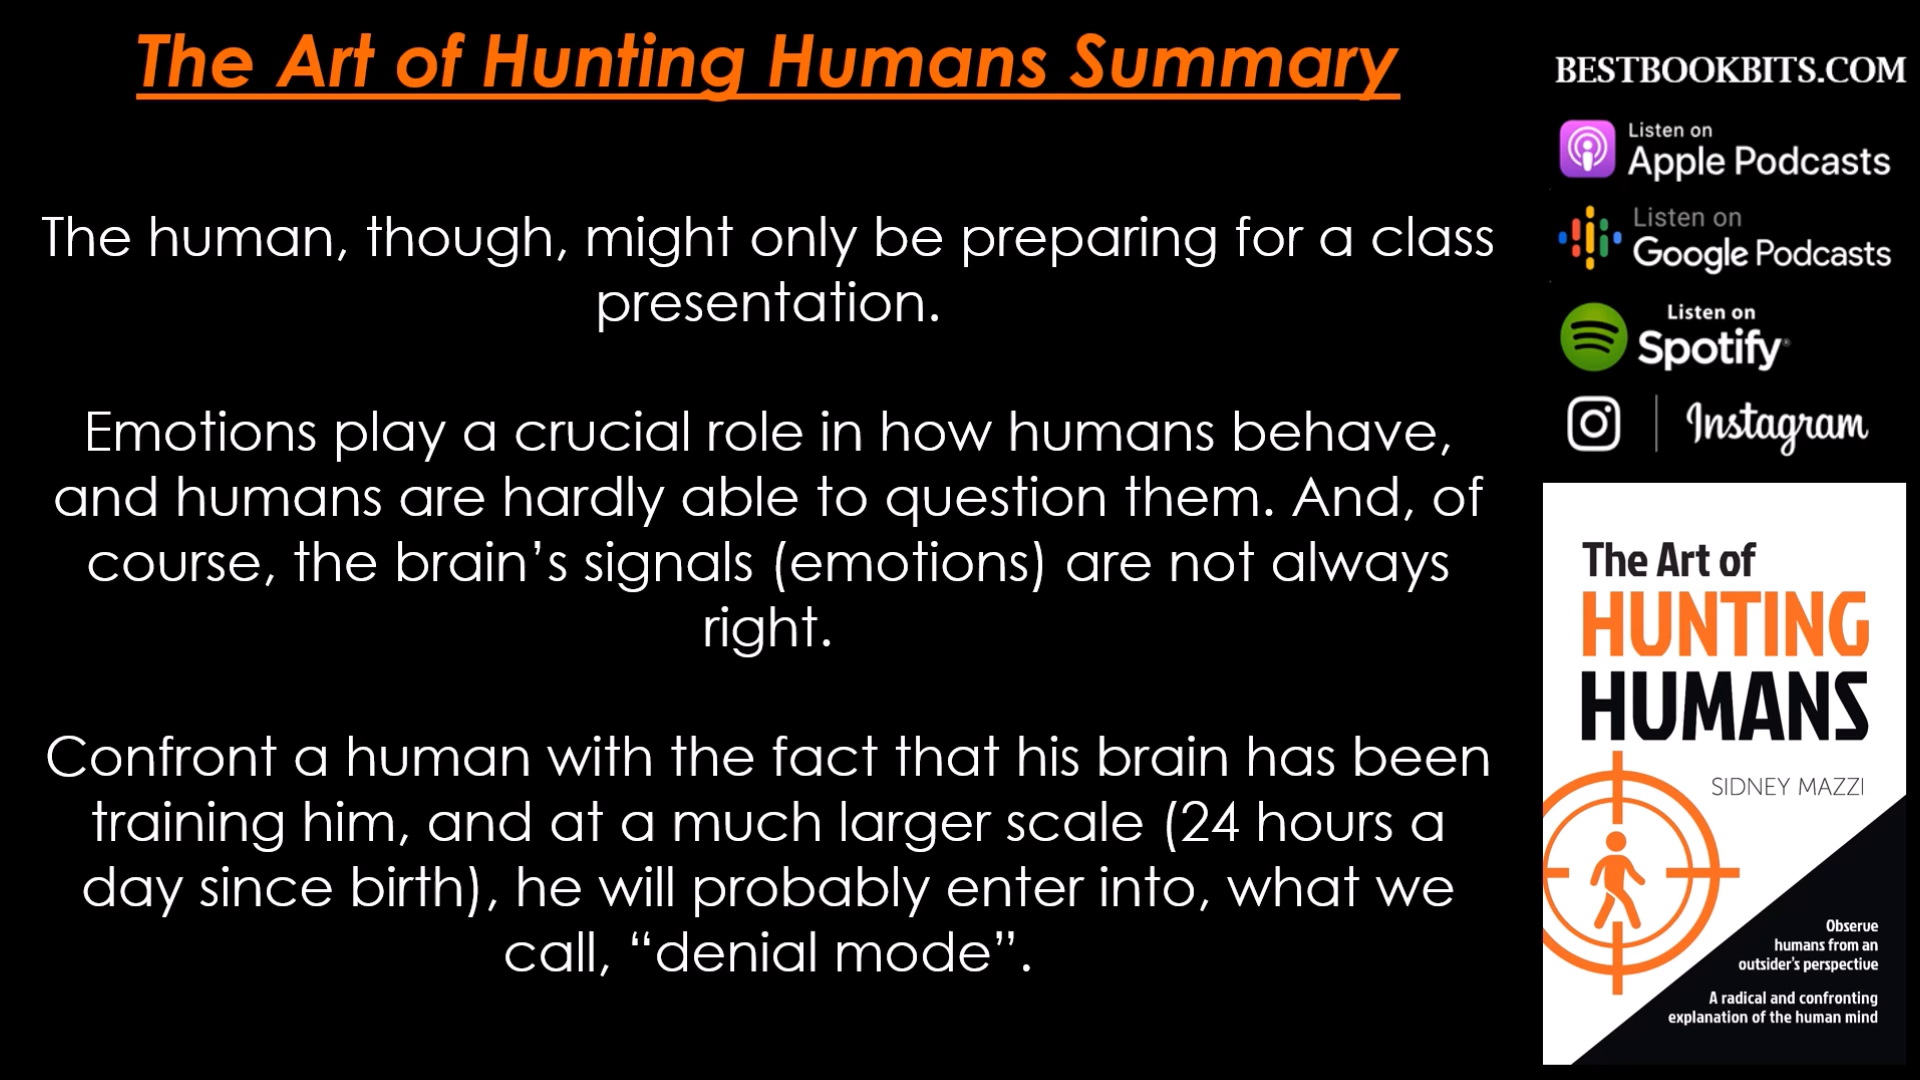 The Art of Hunting Humans Summary
The human, though, might only be preparing for a class
presentation.
Emotions play a crucial role in how humans behave,
and humans are hardly able to question them. And, of
course, the brain’s signals (emotions) are not always
right.
Confront a human with the fact that his brain has been
training him, and at a much larger scale (24 hours a
day since birth), he will probably enter into, what we
call, “denial mode”.
BESTBOOKBITS.COM
Listen on
Apple Podcasts
Listen on
Google Podcasts
Listen on
Spotify
Instagram
The Art of
HUNTING
HUMANS
SIDNEY MAZZI
Observe
humans from an
outsider’s perspective
A radical and confronting
explanation of the human mind